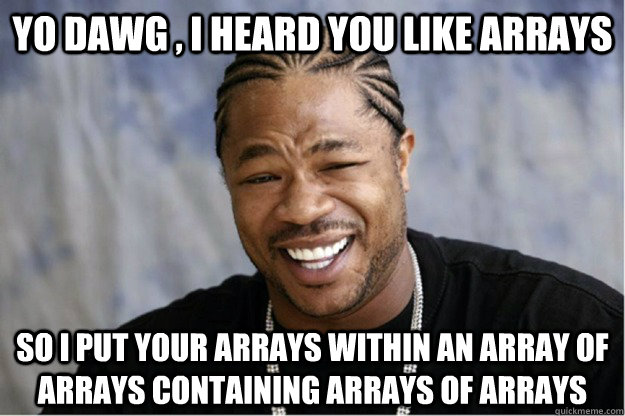 YO DAWG , I HEARD YOU LIKE ARRAYS
SO I PUT YOUR ARRAYS WITHIN AN ARRAY OF
ARRAYS CONTAINING ARRAYS OF ARRAYS
quickmeme.com